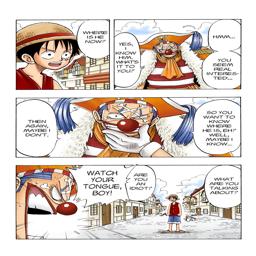 WHERE
IS HE
NOW?
HMM...
YOU
SEEM
REAL
INTERES-
TED...
YES,
I
KNOW
HIM.
WHAT'S
IT TO
YOU?
SO YOU
WANT TO
KNOW
WHERE
HE IS, EH?
WELL,
MAYBE I
KNOW...
THEN
AGAIN,
MAYBE I
DON'T.
WHAT ARE
YOU
TALKING
ABOUT?
ARE
YOU
AN
IDIOT?
WATCH
YOUR
TONGUE,
BOY!